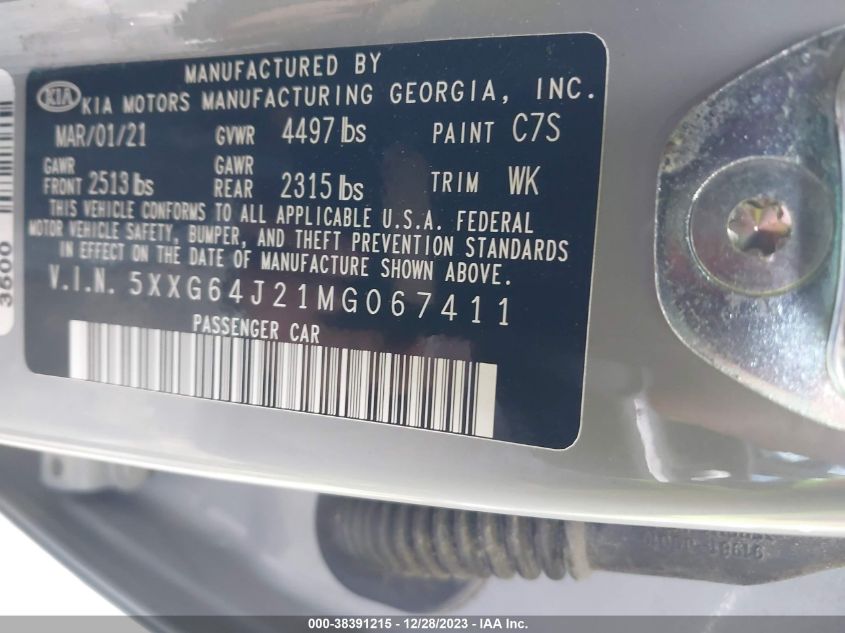 MANUFACTURED BY
KIA KIA MOTORS MANUFACTURING GEORGIA, INC.
MAR/01/21 GVWR 4497 lbs PAINT C7S
GAWR FRONT 2513 lbs GAWR REAR 2315 lbs TRIM WK
THIS VEHICLE CONFORMS TO ALL APPLICABLE U.S.A. FEDERAL
MOTOR VEHICLE SAFETY, BUMPER, AND THEFT PREVENTION STANDARDS
IN EFFECT ON THE DATE OF MANUFACTURE SHOWN ABOVE.
V.I.N. 5XXG64J21MG067411
PASSENGER CAR
3600
000-38391215 - 12/28/2023 - IAA Inc.